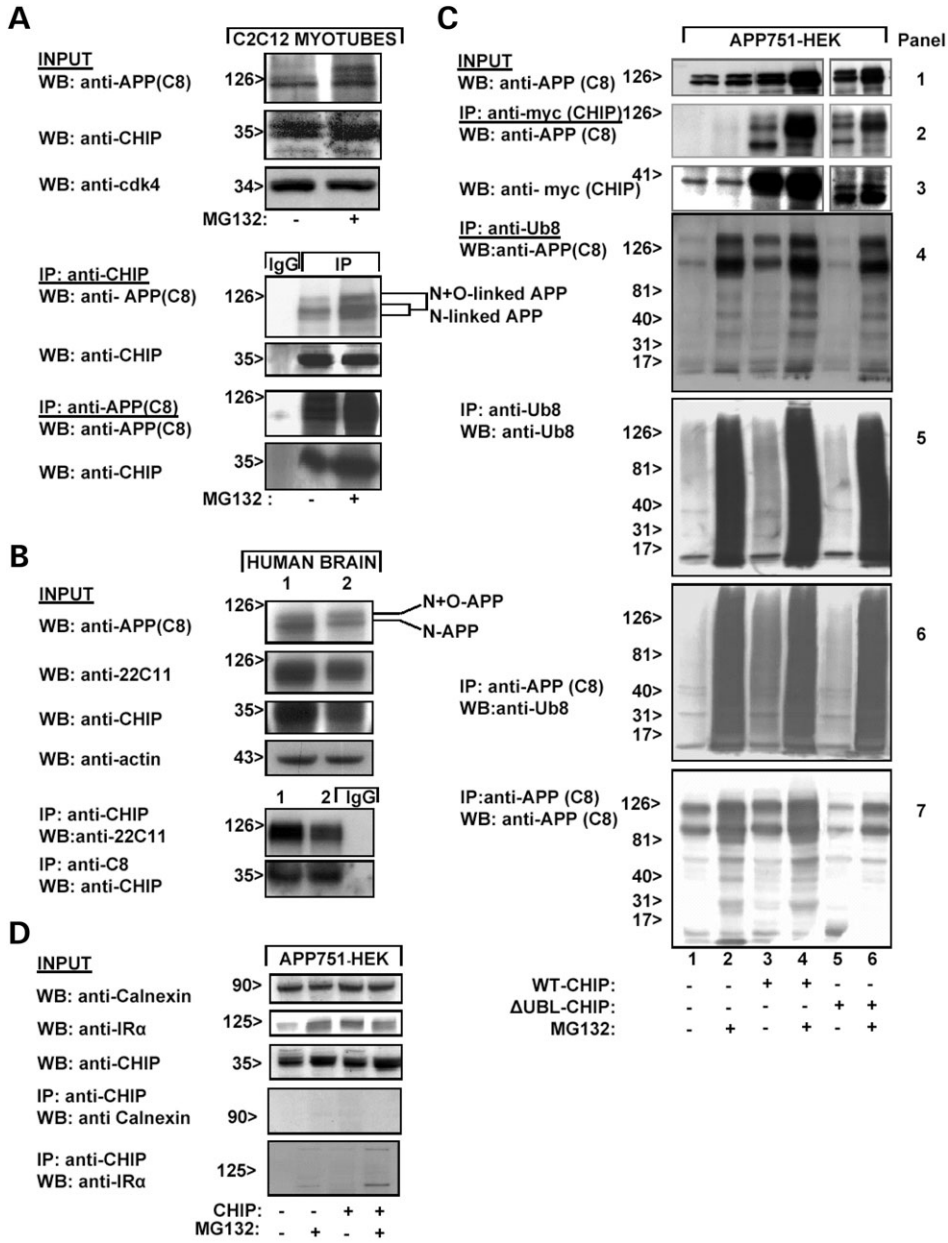 A
C2C12 MYOTUBES
INPUT
WB: anti-APP(C8)
126>
WB: anti-CHIP
35>
WB: anti-cdk4
34>
MG132: - +
IgG IP
IP: anti-CHIP
WB: anti- APP(C8)
126>
N+O-linked APP
N-linked APP
WB: anti-CHIP
35>
IP: anti-APP(C8)
WB: anti-APP(C8)
126>
WB: anti-CHIP
35>
MG132 : - +
B
HUMAN BRAIN
1 2
INPUT
WB: anti-APP(C8)
126>
N+O-APP
N-APP
WB: anti-22C11
126>
WB: anti-CHIP
35>
WB: anti-actin
43>
1 2 IgG
IP: anti-CHIP
WB:anti-22C11
126>
IP: anti-C8
WB: anti-CHIP
35>
C
APP751-HEK Panel
INPUT
WB: anti-APP (C8)
126>
1
IP: anti-myc (CHIP)
WB: anti-APP (C8)
126>
2
WB: anti- myc (CHIP)
41>
3
IP: anti-Ub8
WB:anti-APP(C8)
4
126>
81>
40>
31>
17>
IP: anti-Ub8
WB: anti-Ub8
5
126>
81>
40>
31>
17>
IP: anti-APP (C8)
WB:anti-Ub8
6
126>
81>
40>
31>
17>
IP:anti-APP (C8)
WB: anti-APP (C8)
7
126>
81>
40>
31>
17>
1 2 3 4 5 6
WT-CHIP: - - + + - -
ΔUBL-CHIP: - - - - + +
MG132: - + - + - +
D
APP751-HEK
INPUT
WB: anti-Calnexin
90>
WB: anti-IRα
125>
WB: anti-CHIP
35>
IP: anti-CHIP
WB: anti Calnexin
90>
IP: anti-CHIP
WB: anti-IRα
125>
CHIP: - - + +
MG132: - + - +